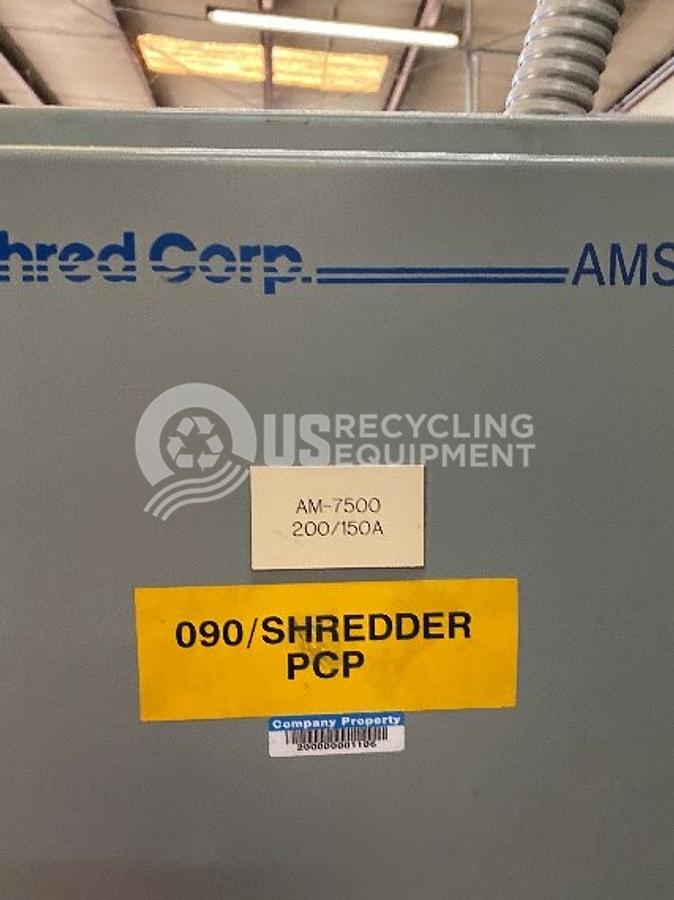 hred Corp. AMS
US RECYCLING
EQUIPMENT
AM-7500
200/150A
090/SHREDDER
PCP
Company Property
200000001106